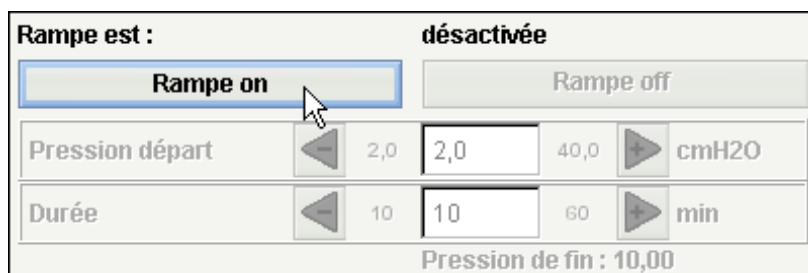 Rampe est : désactivée
Rampe on Rampe off
Pression départ 2,0 2,0 40,0 cmH2O
Durée 10 10 60 min
Pression de fin : 10,00